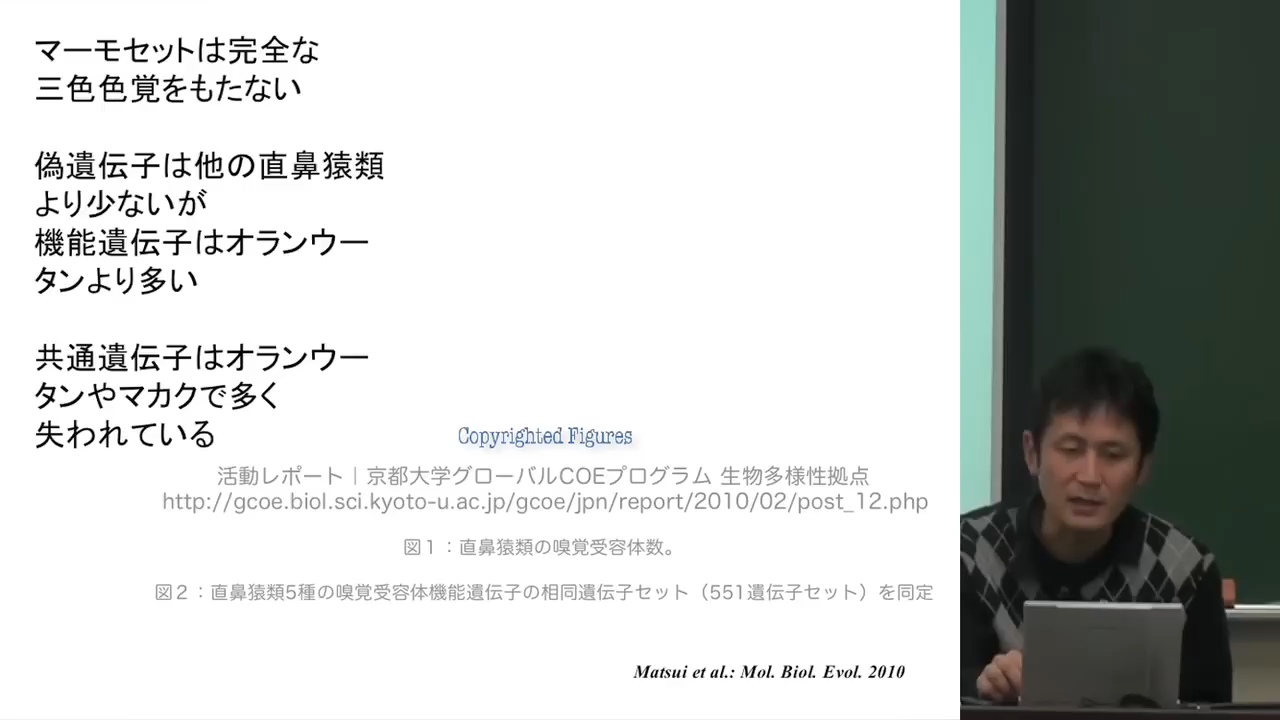 マーモセットは完全な
三色色覚をもたない
偽遺伝子は他の直鼻猿類
より少ないが
機能遺伝子はオランウー
タンより多い
共通遺伝子はオランウー
タンやマカクで多く
失われている
Copyrighted Figures
活動レポート｜京都大学グローバルCOEプログラム 生物多様性拠点
http://gcoe.biol.sci.kyoto-u.ac.jp/gcoe/jpn/report/2010/02/post_12.php
図１：直鼻猿類の嗅覚受容体数。
図２：直鼻猿類5種の嗅覚受容体機能遺伝子の相同遺伝子セット（551遺伝子セット）を同定
Matsui et al.: Mol. Biol. Evol. 2010